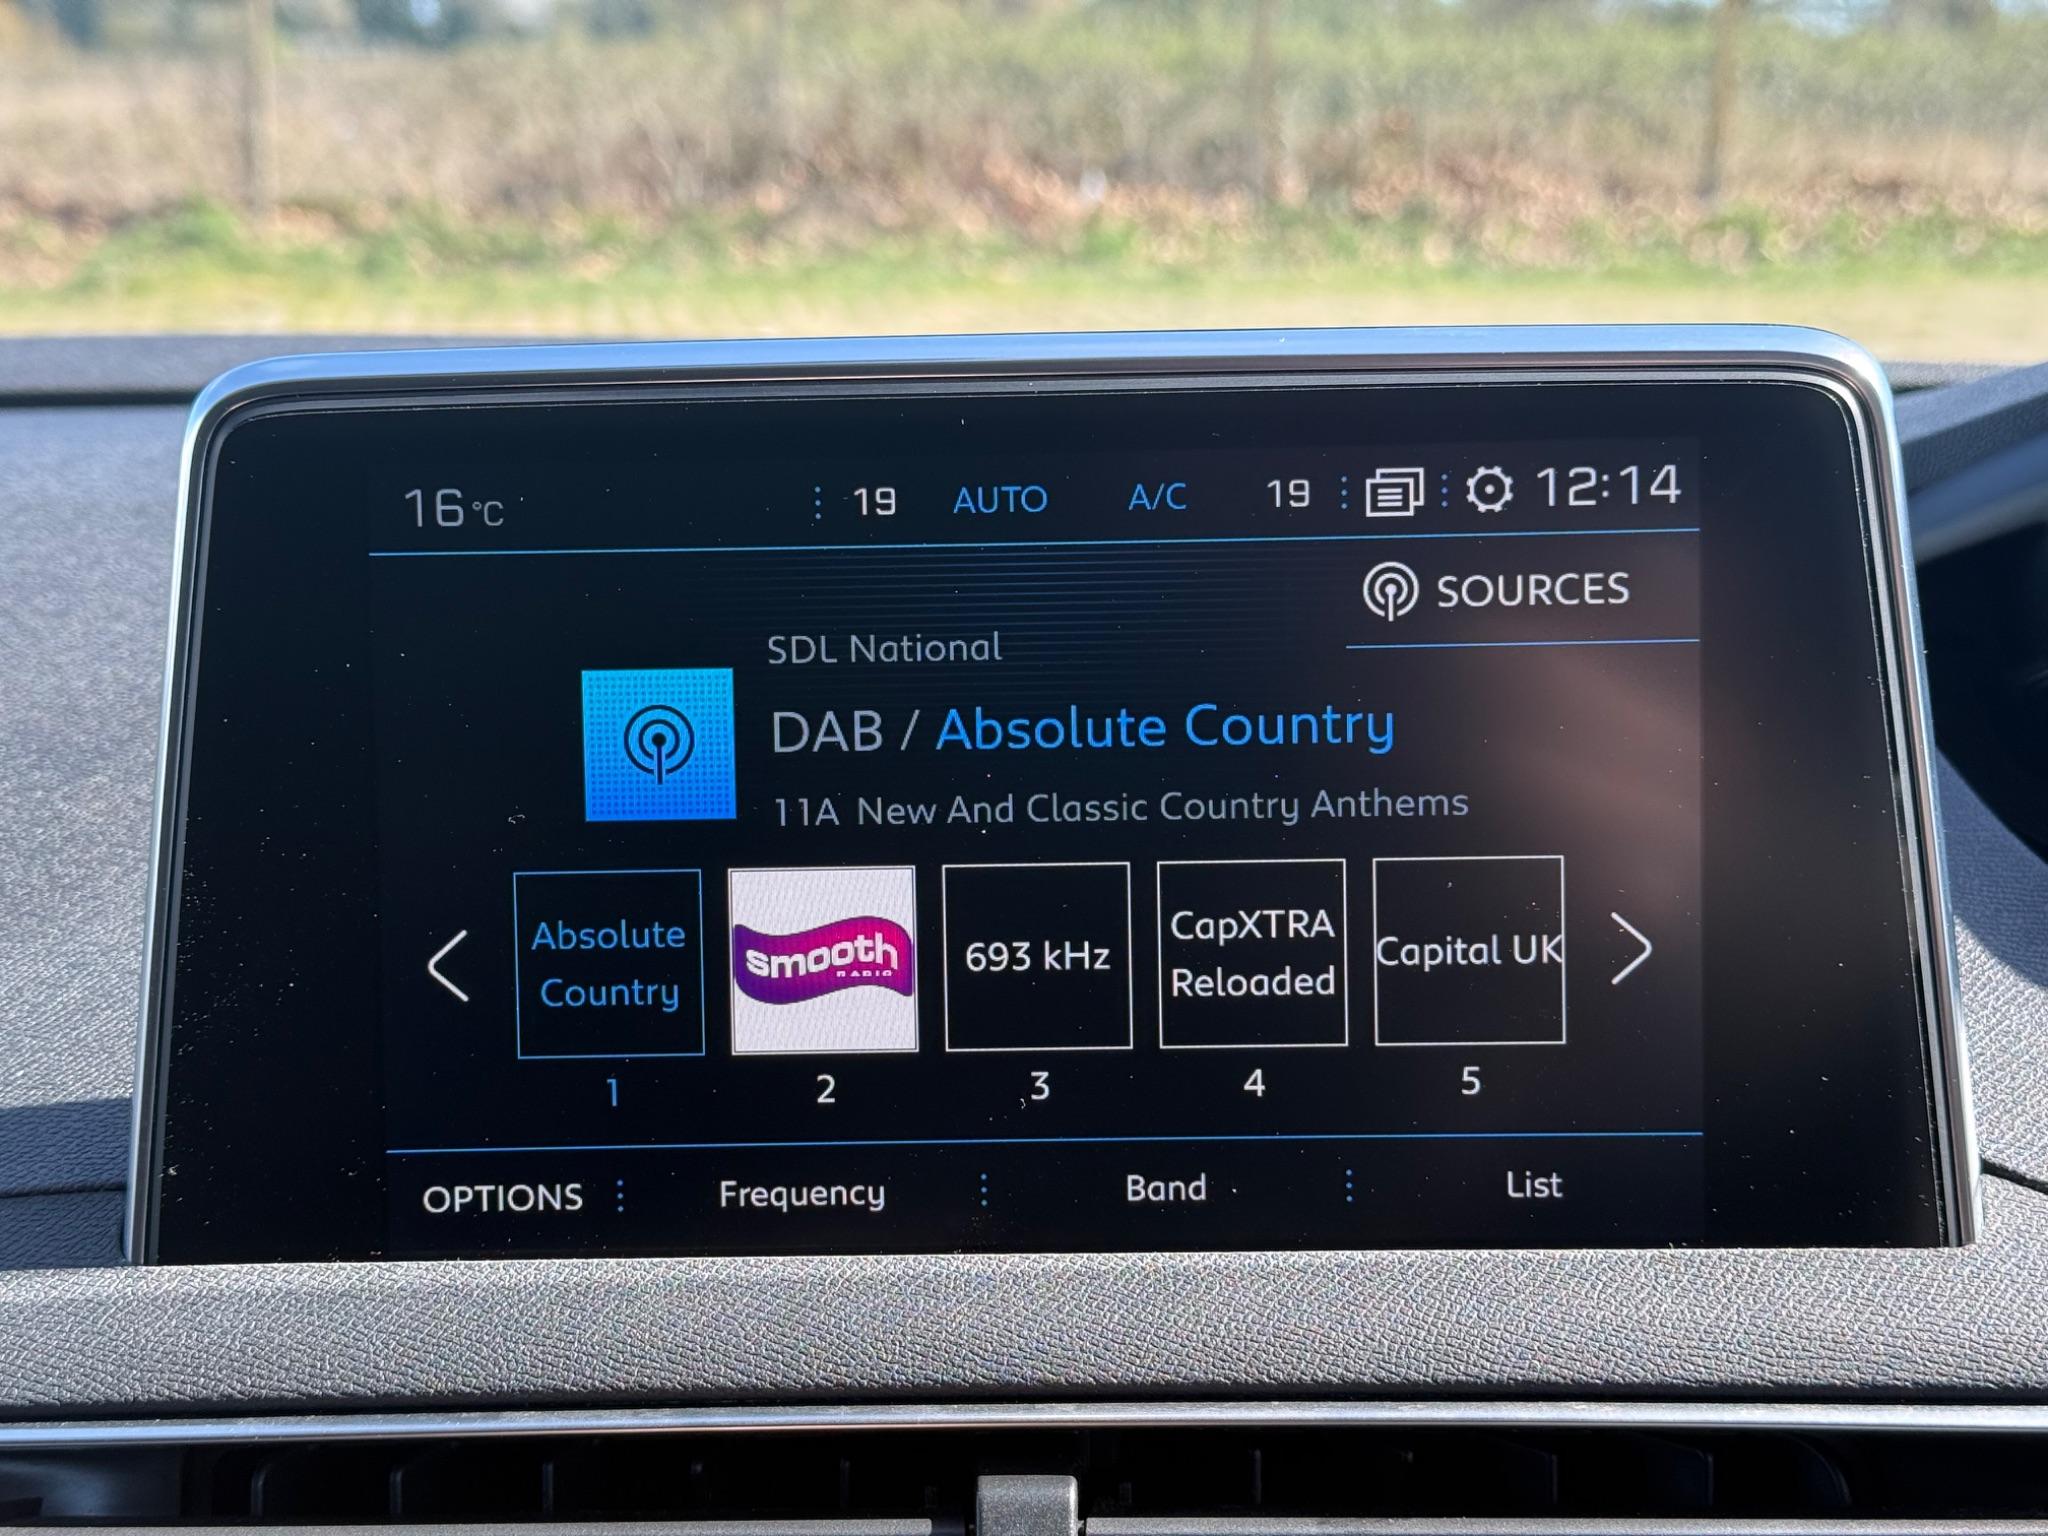 16°C 19 AUTO A/C 19 12:14
SOURCES
SDL National
DAB / Absolute Country
11A New And Classic Country Anthems
Absolute
Country
smooth
RADIO
693 kHz
CapXTRA
Reloaded
Capital UK
1 2 3 4 5
OPTIONS Frequency Band List